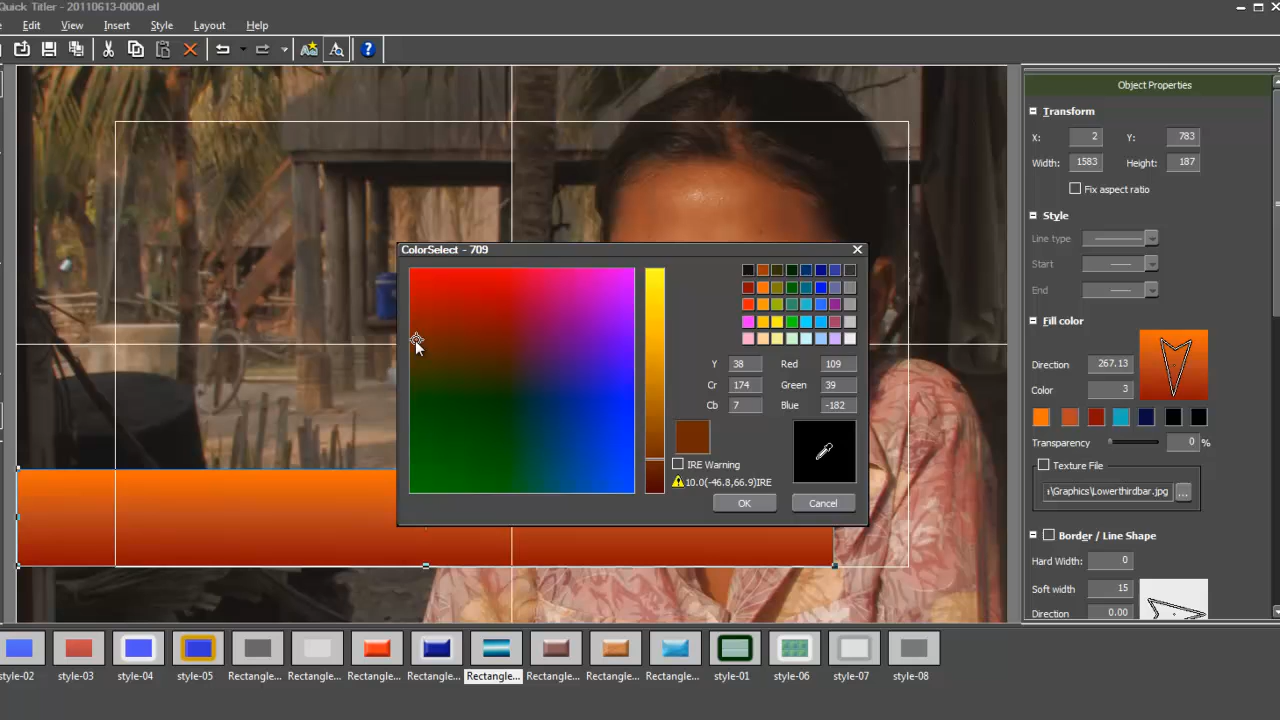 Quick Titler - 20110613-0000.etl
Edit View Insert Style Layout Help
Object Properties
Transform
X: 2 Y: 783
Width: 1583 Height: 187
Fix aspect ratio
Style
Line type
Start
End
Fill color
Direction 267.13
Color 3
Transparency 0 %
Texture File
\Graphics\Lowerthirdbar.jpg ...
Border / Line Shape
Hard Width: 0
Soft width 15
Direction 0.00
ColorSelect - 709
Y 38 Red 109
Cr 174 Green 39
Cb 7 Blue -182
IRE Warning
10.0(-46.8,66.9)IRE
OK Cancel
style-02 style-03 style-04 style-05 Rectangle... Rectangle... Rectangle... Rectangle... Rectangle... Rectangle... Rectangle... Rectangle... style-01 style-06 style-07 style-08